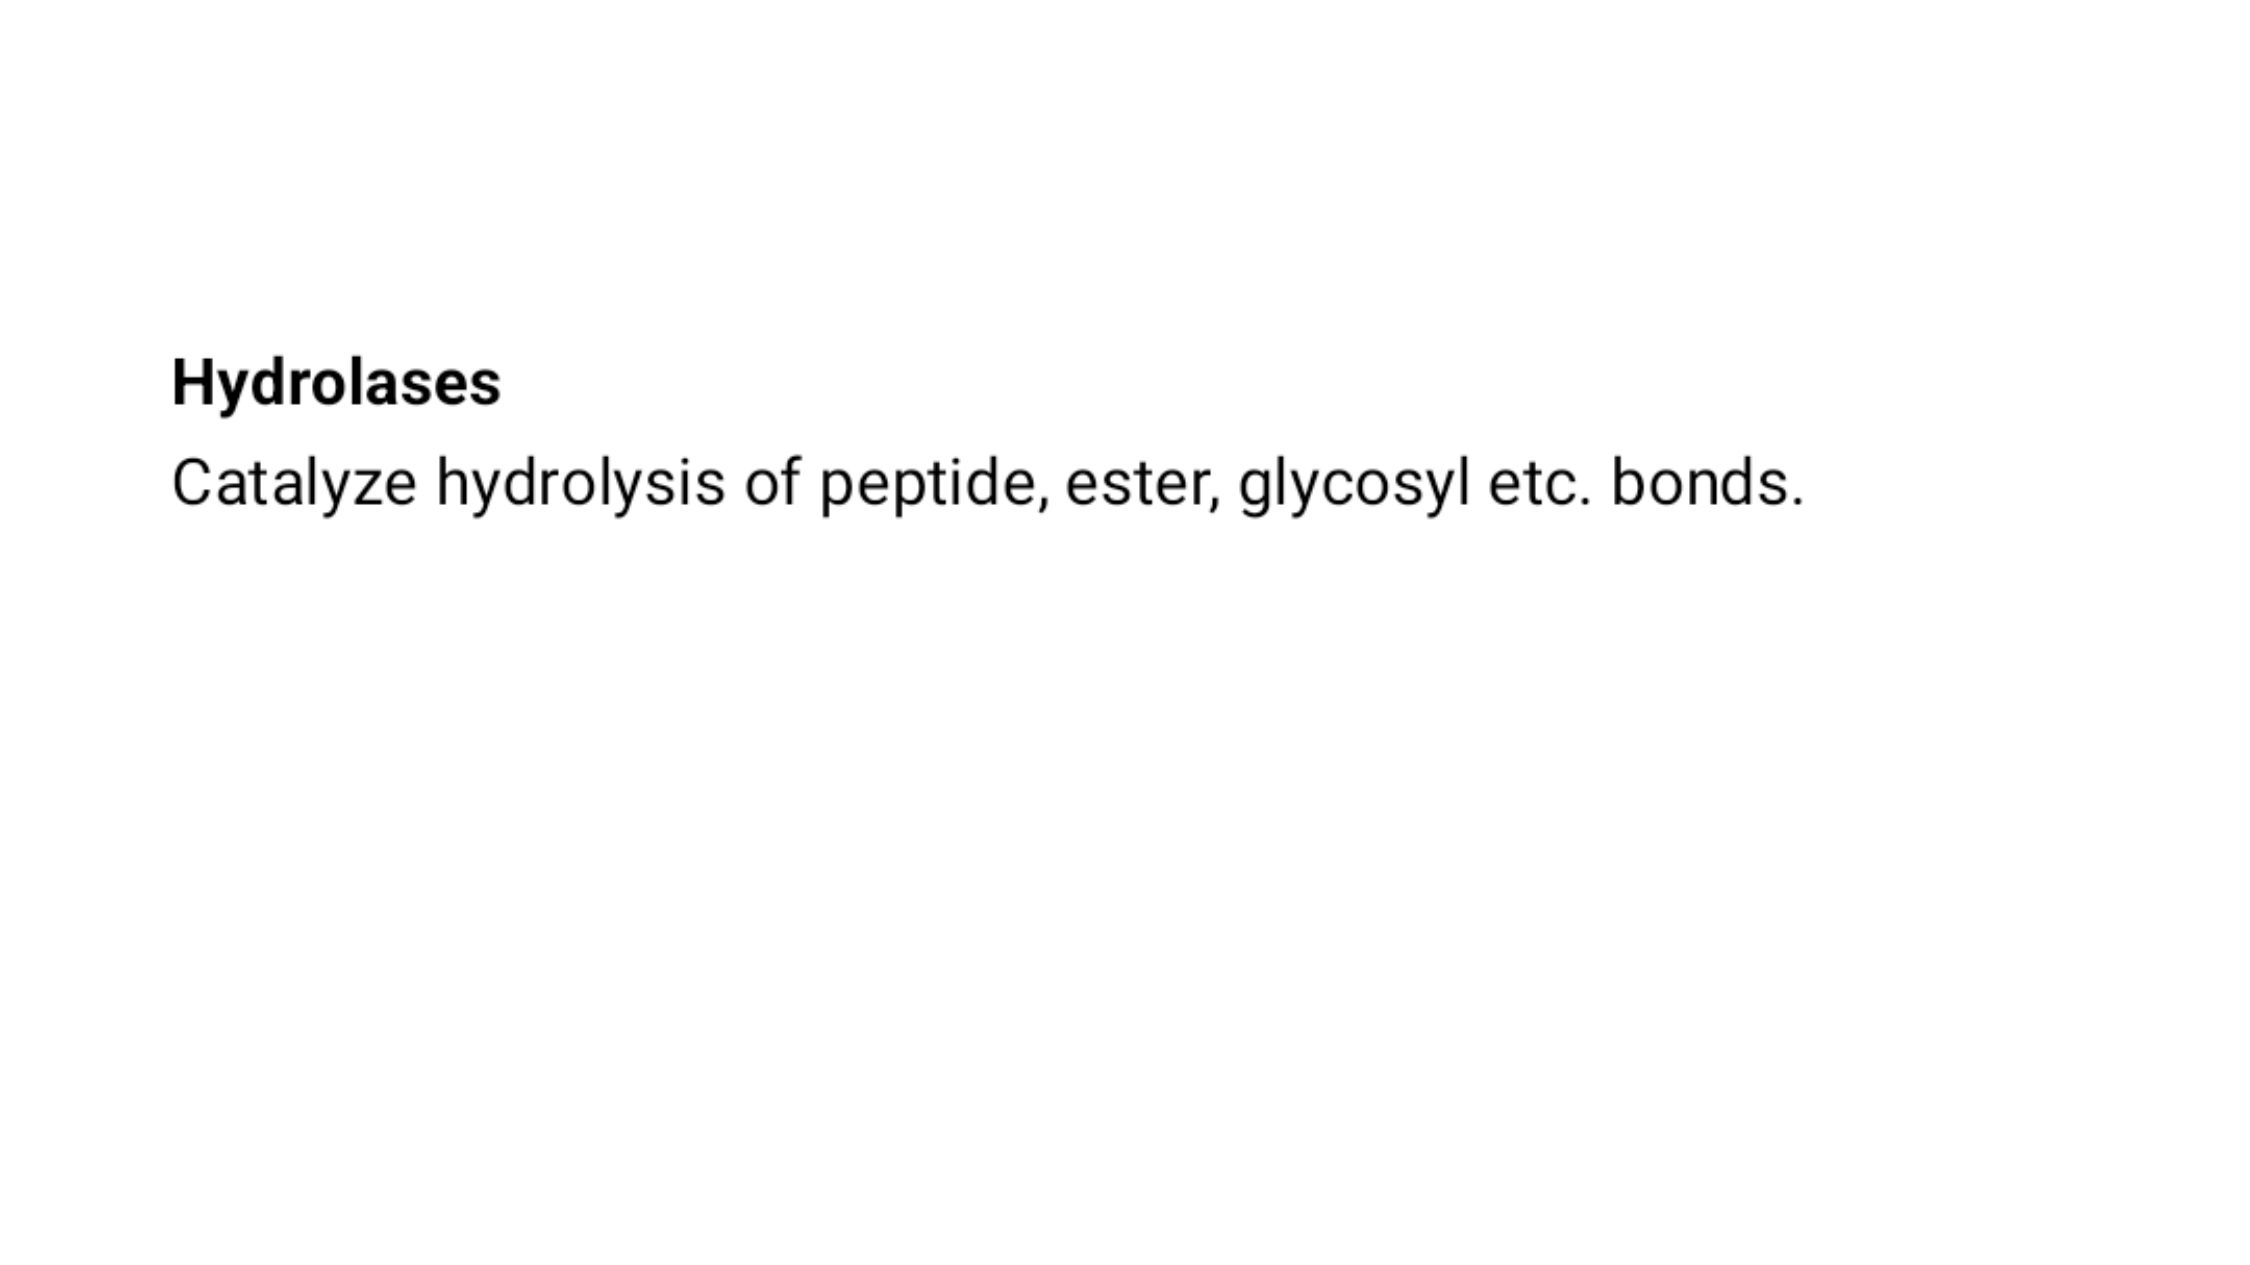 Hydrolases
Catalyze hydrolysis of peptide, ester, glycosyl etc. bonds.